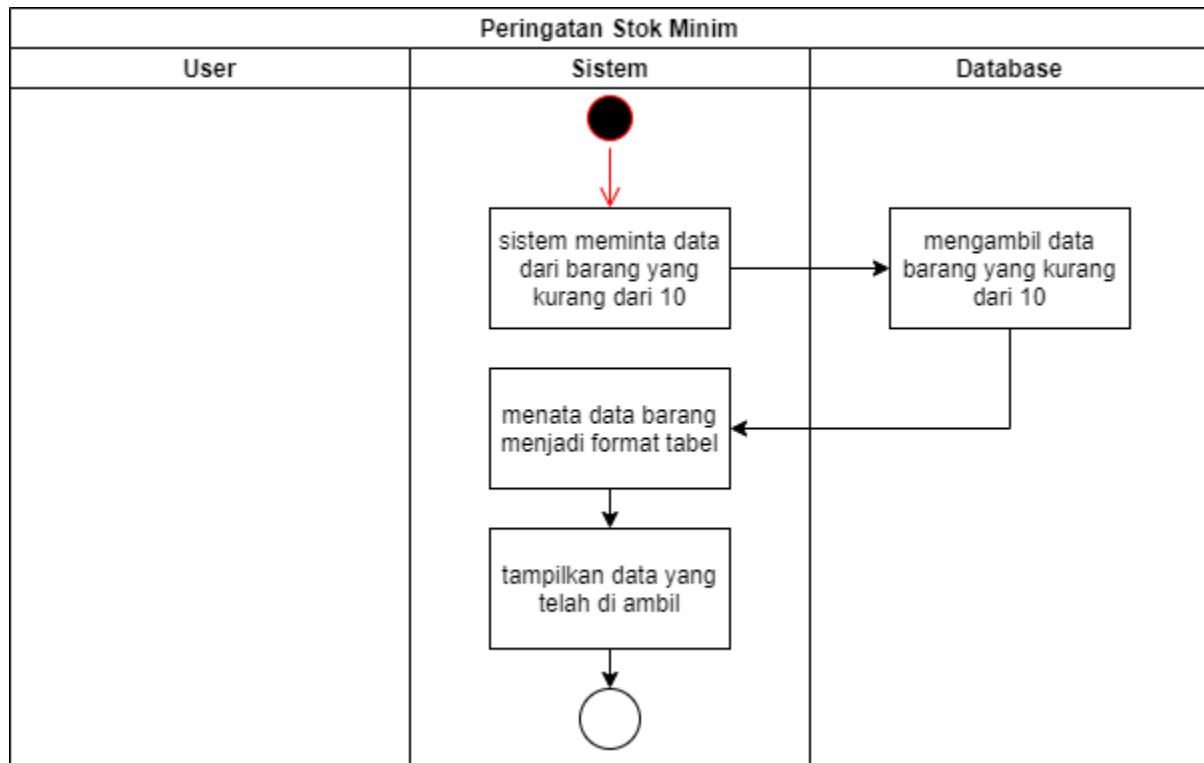 Peringatan Stok Minim
User
Sistem
Database
sistem meminta data
dari barang yang
kurang dari 10
mengambil data
barang yang kurang
dari 10
menata data barang
menjadi format tabel
tampilkan data yang
telah di ambil